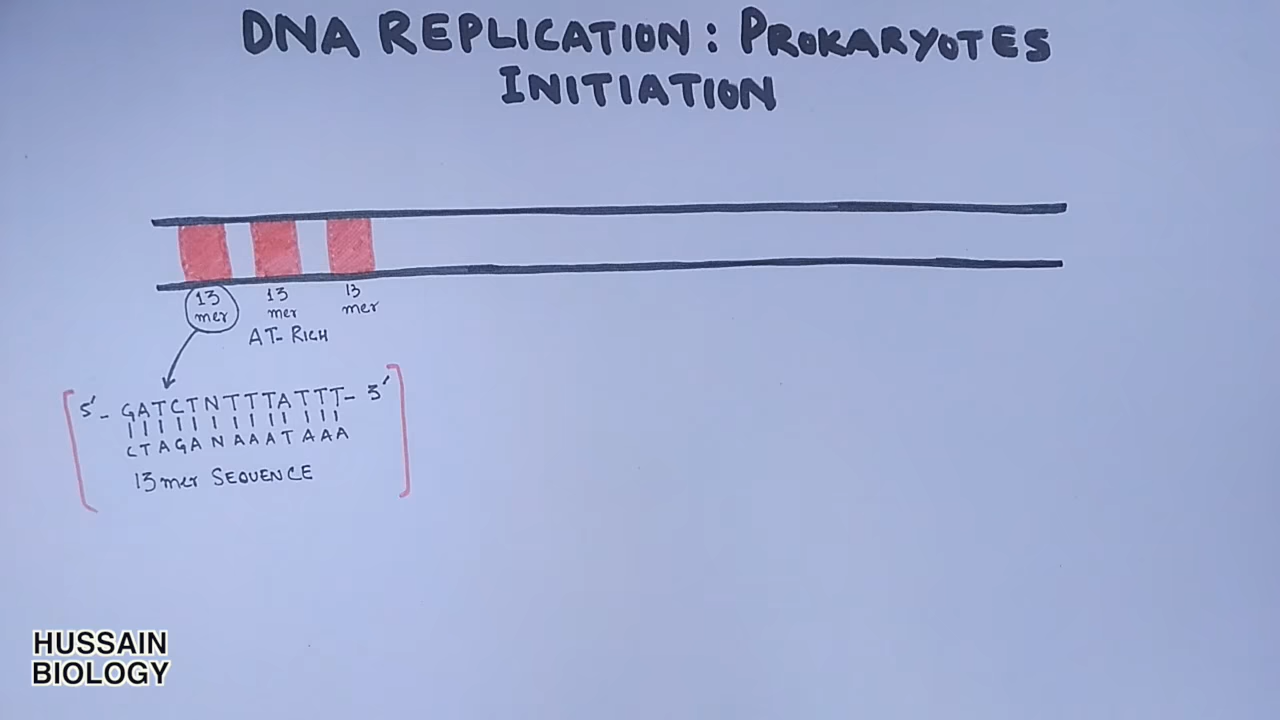 DNA REPLICATION: PROKARYOTES
INITIATION
13 mer
13 mer
13 mer
AT-RICH
5'- GATCTNTTTATTT- 3'
CTAGANAAATAAA
13mer SEQUENCE
HUSSAIN
BIOLOGY